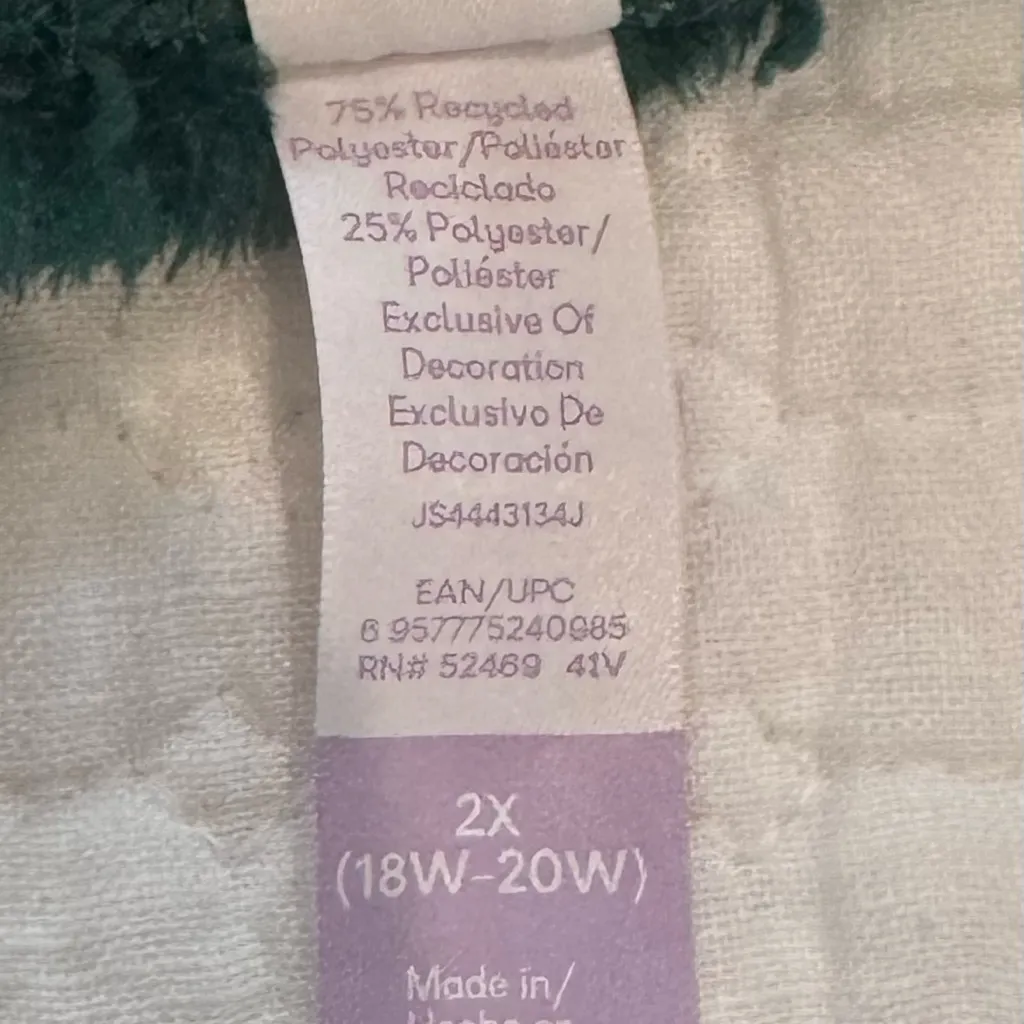 75% Recycled
Polyester/Poliéster
Reciclado
25% Polyester/
Poliéster
Exclusive Of
Decoration
Exclusivo De
Decoración
JS4443134J
EAN/UPC
6 957775240985
RN# 52469 41V
2X
(18W-20W)
Made in/